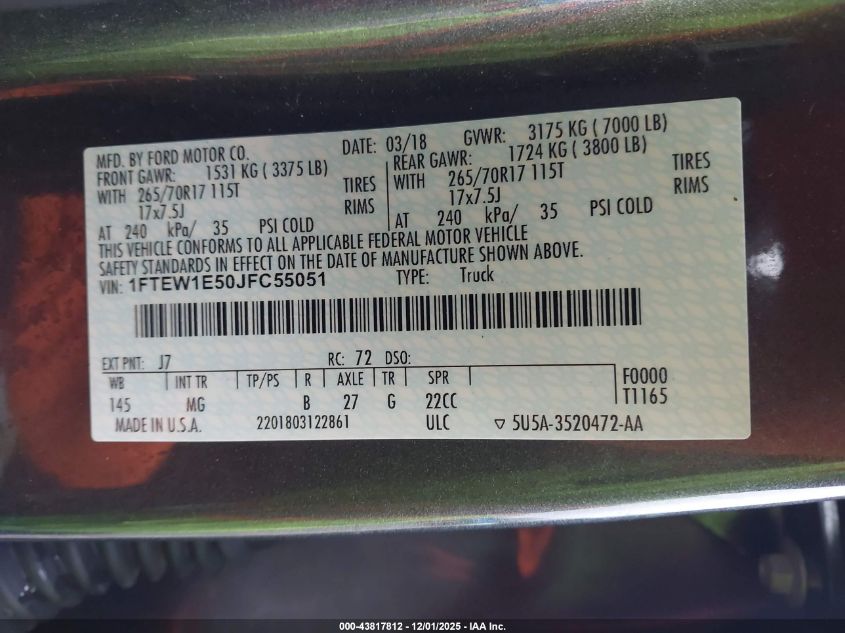 MFD. BY FORD MOTOR CO. DATE: 03/18 GVWR: 3175 KG ( 7000 LB)
FRONT GAWR: 1531 KG ( 3375 LB) REAR GAWR: 1724 KG ( 3800 LB)
WITH 265/70R17 115T TIRES WITH 265/70R17 115T TIRES
17x7.5J RIMS 17x7.5J RIMS
AT 240 kPa/ 35 PSI COLD AT 240 kPa/ 35 PSI COLD
THIS VEHICLE CONFORMS TO ALL APPLICABLE FEDERAL MOTOR VEHICLE
SAFETY STANDARDS IN EFFECT ON THE DATE OF MANUFACTURE SHOWN ABOVE.
VIN: 1FTEW1E50JFC55051 TYPE: Truck
EXT PNT: J7 RC: 72 DSO:
WB INT TR TP/PS R AXLE TR SPR F0000
145 MG B 27 G 22CC T1165
MADE IN U.S.A. 2201803122861 ULC ▽ 5U5A-3520472-AA
000-43817812 - 12/01/2025 - IAA Inc.